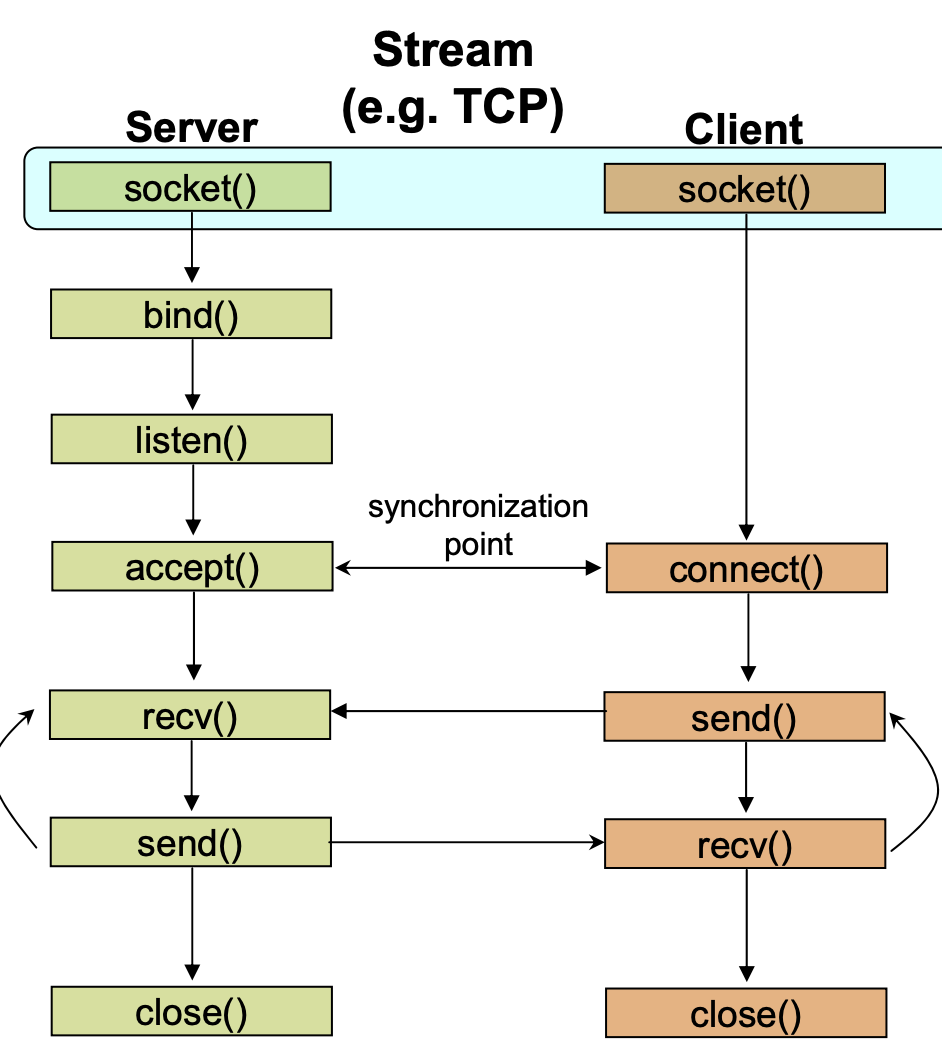 Stream
(e.g. TCP)
Server
Client
socket()
socket()
bind()
listen()
synchronization
point
accept()
connect()
recv()
send()
send()
recv()
close()
close()